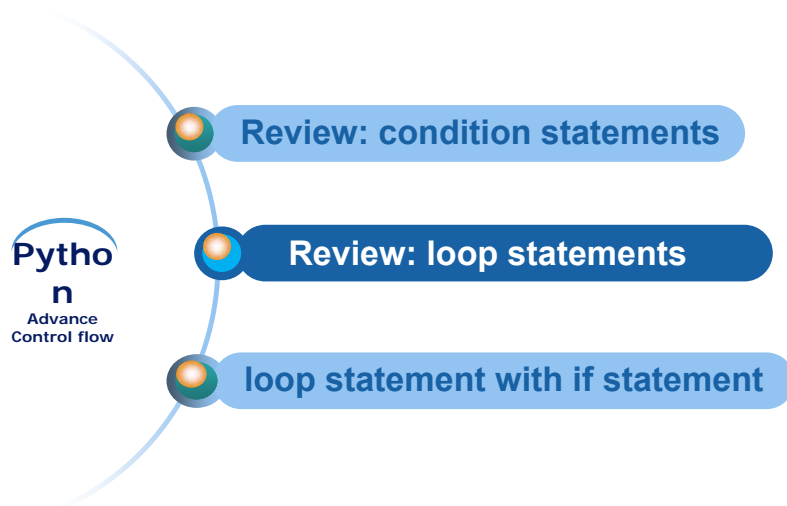 Review: condition statements
Review: loop statements
Pytho
n
Advance
Control flow
loop statement with if statement